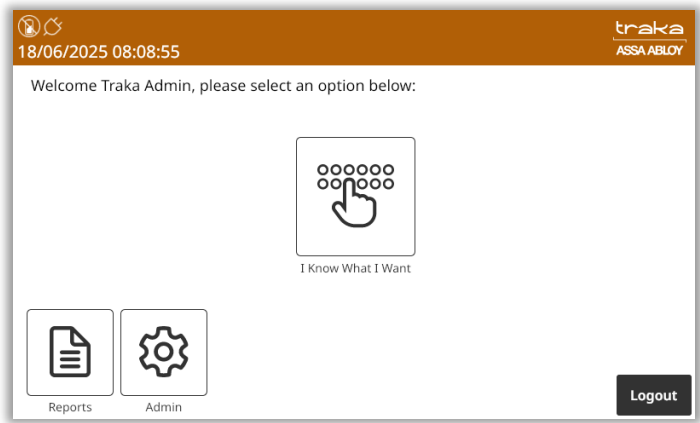 traka
18/06/2025 08:08:55
ASSA ABLOY
Welcome Traka Admin, please select an option below:
I Know What I Want
Reports
Admin
Logout